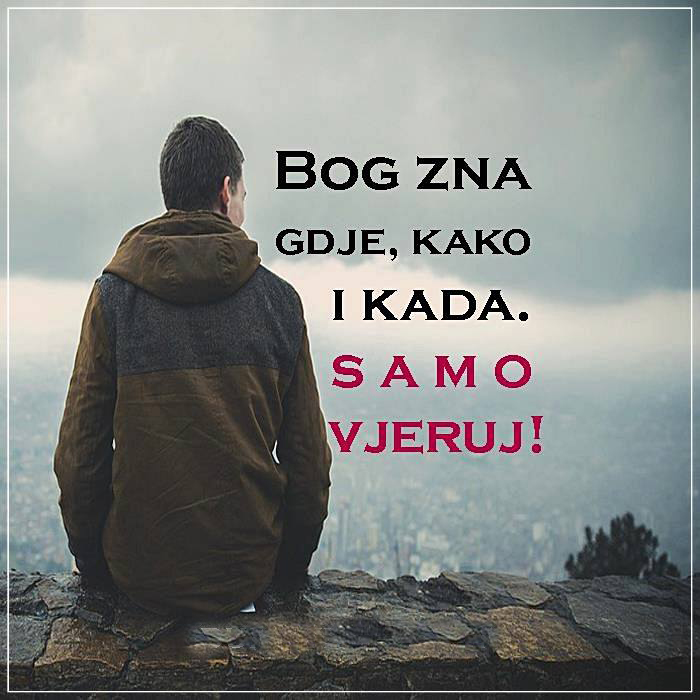 BOG ZNA
GDJE, KAKO
I KADA.
SAMO
VJERUJ!